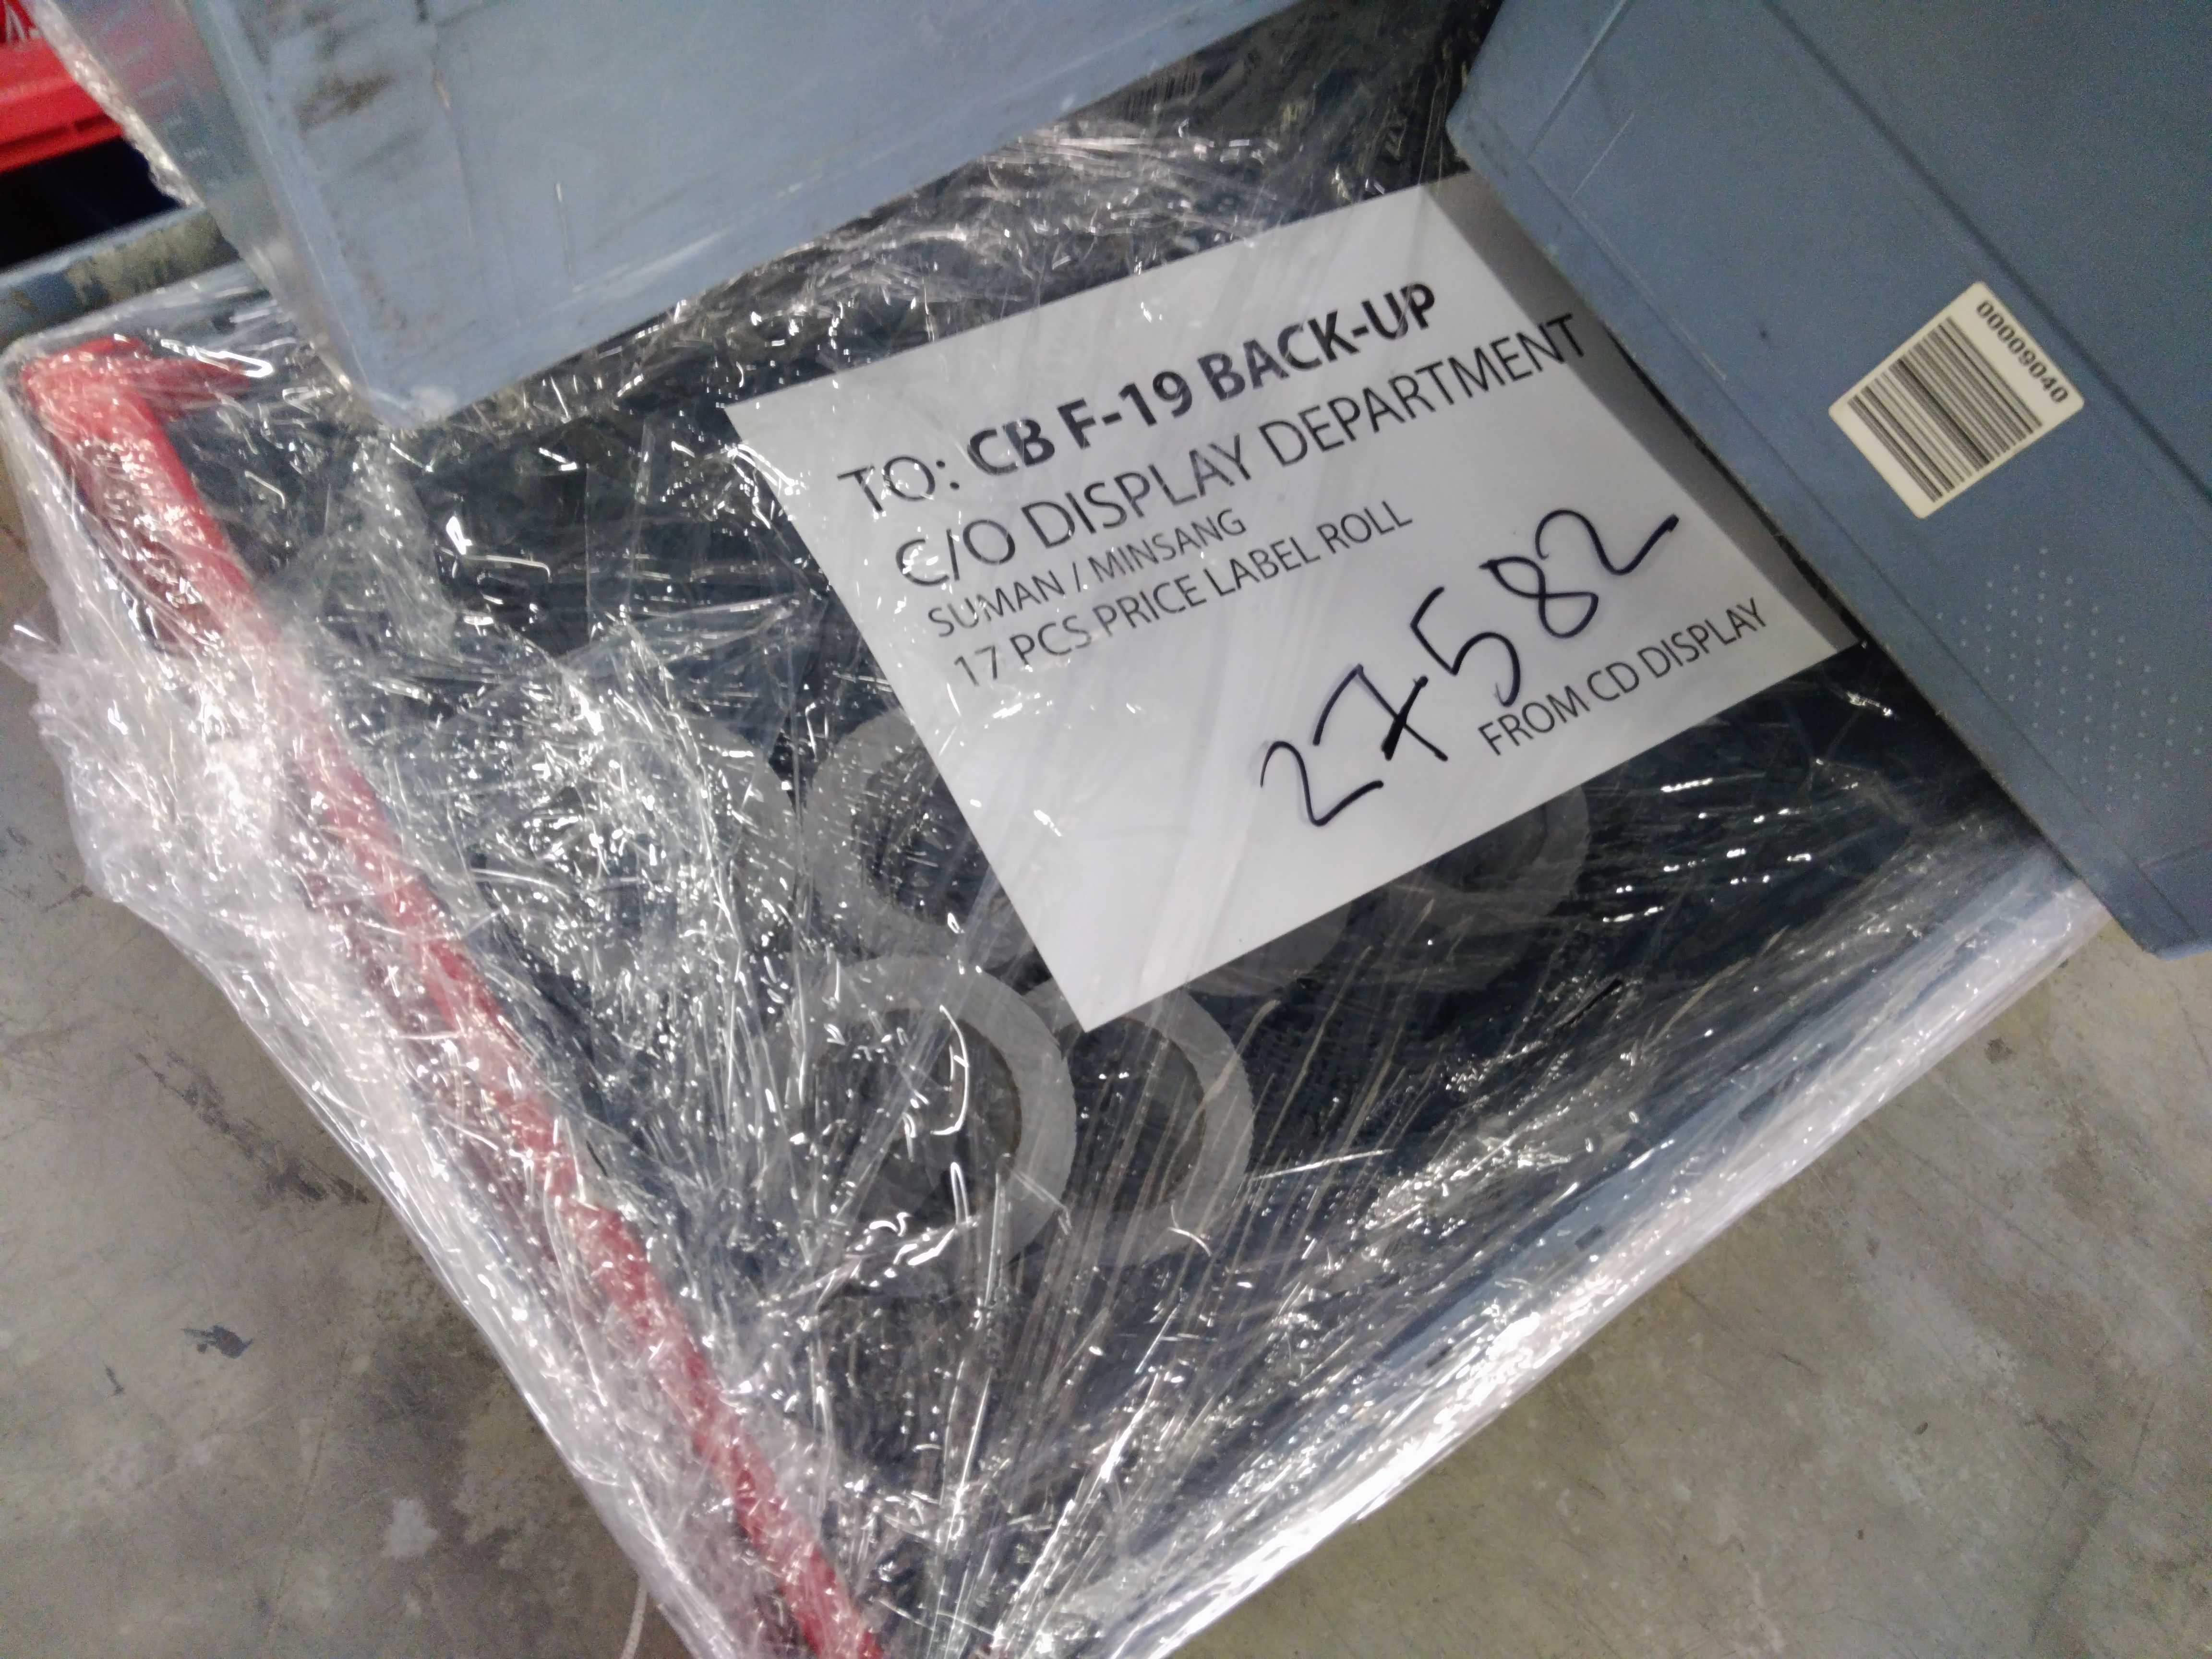 TO: CB F-19 BACK-UP
C/O DISPLAY DEPARTMENT
SUMAN / MINSANG
17 PCS PRICE LABEL ROLL
27582
FROM CD DISPLAY
00009040